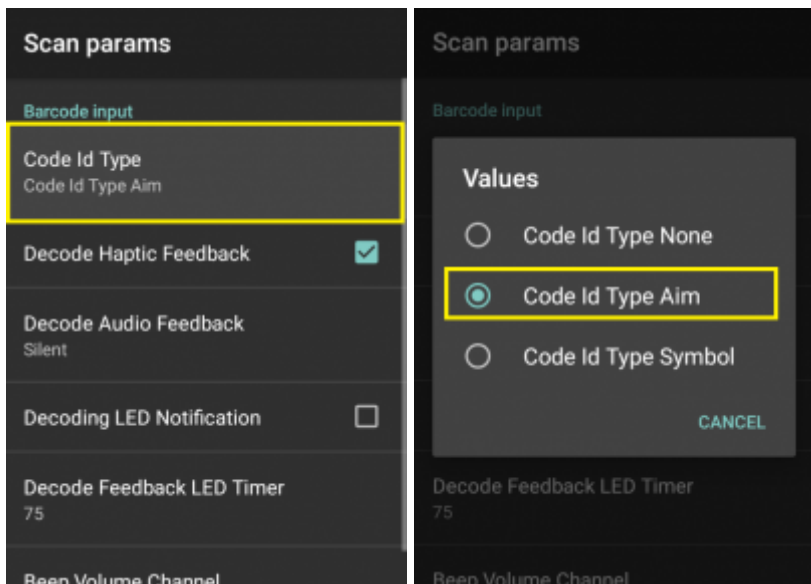 Scan params
Barcode input
Code Id Type
Code Id Type Aim
Decode Haptic Feedback
Decode Audio Feedback
Silent
Decoding LED Notification
Decode Feedback LED Timer
75
Beep Volume Channel
Scan params
Barcode input
Values
Code Id Type None
Code Id Type Aim
Code Id Type Symbol
CANCEL
Decode Feedback LED Timer
75
Beep Volume Channel